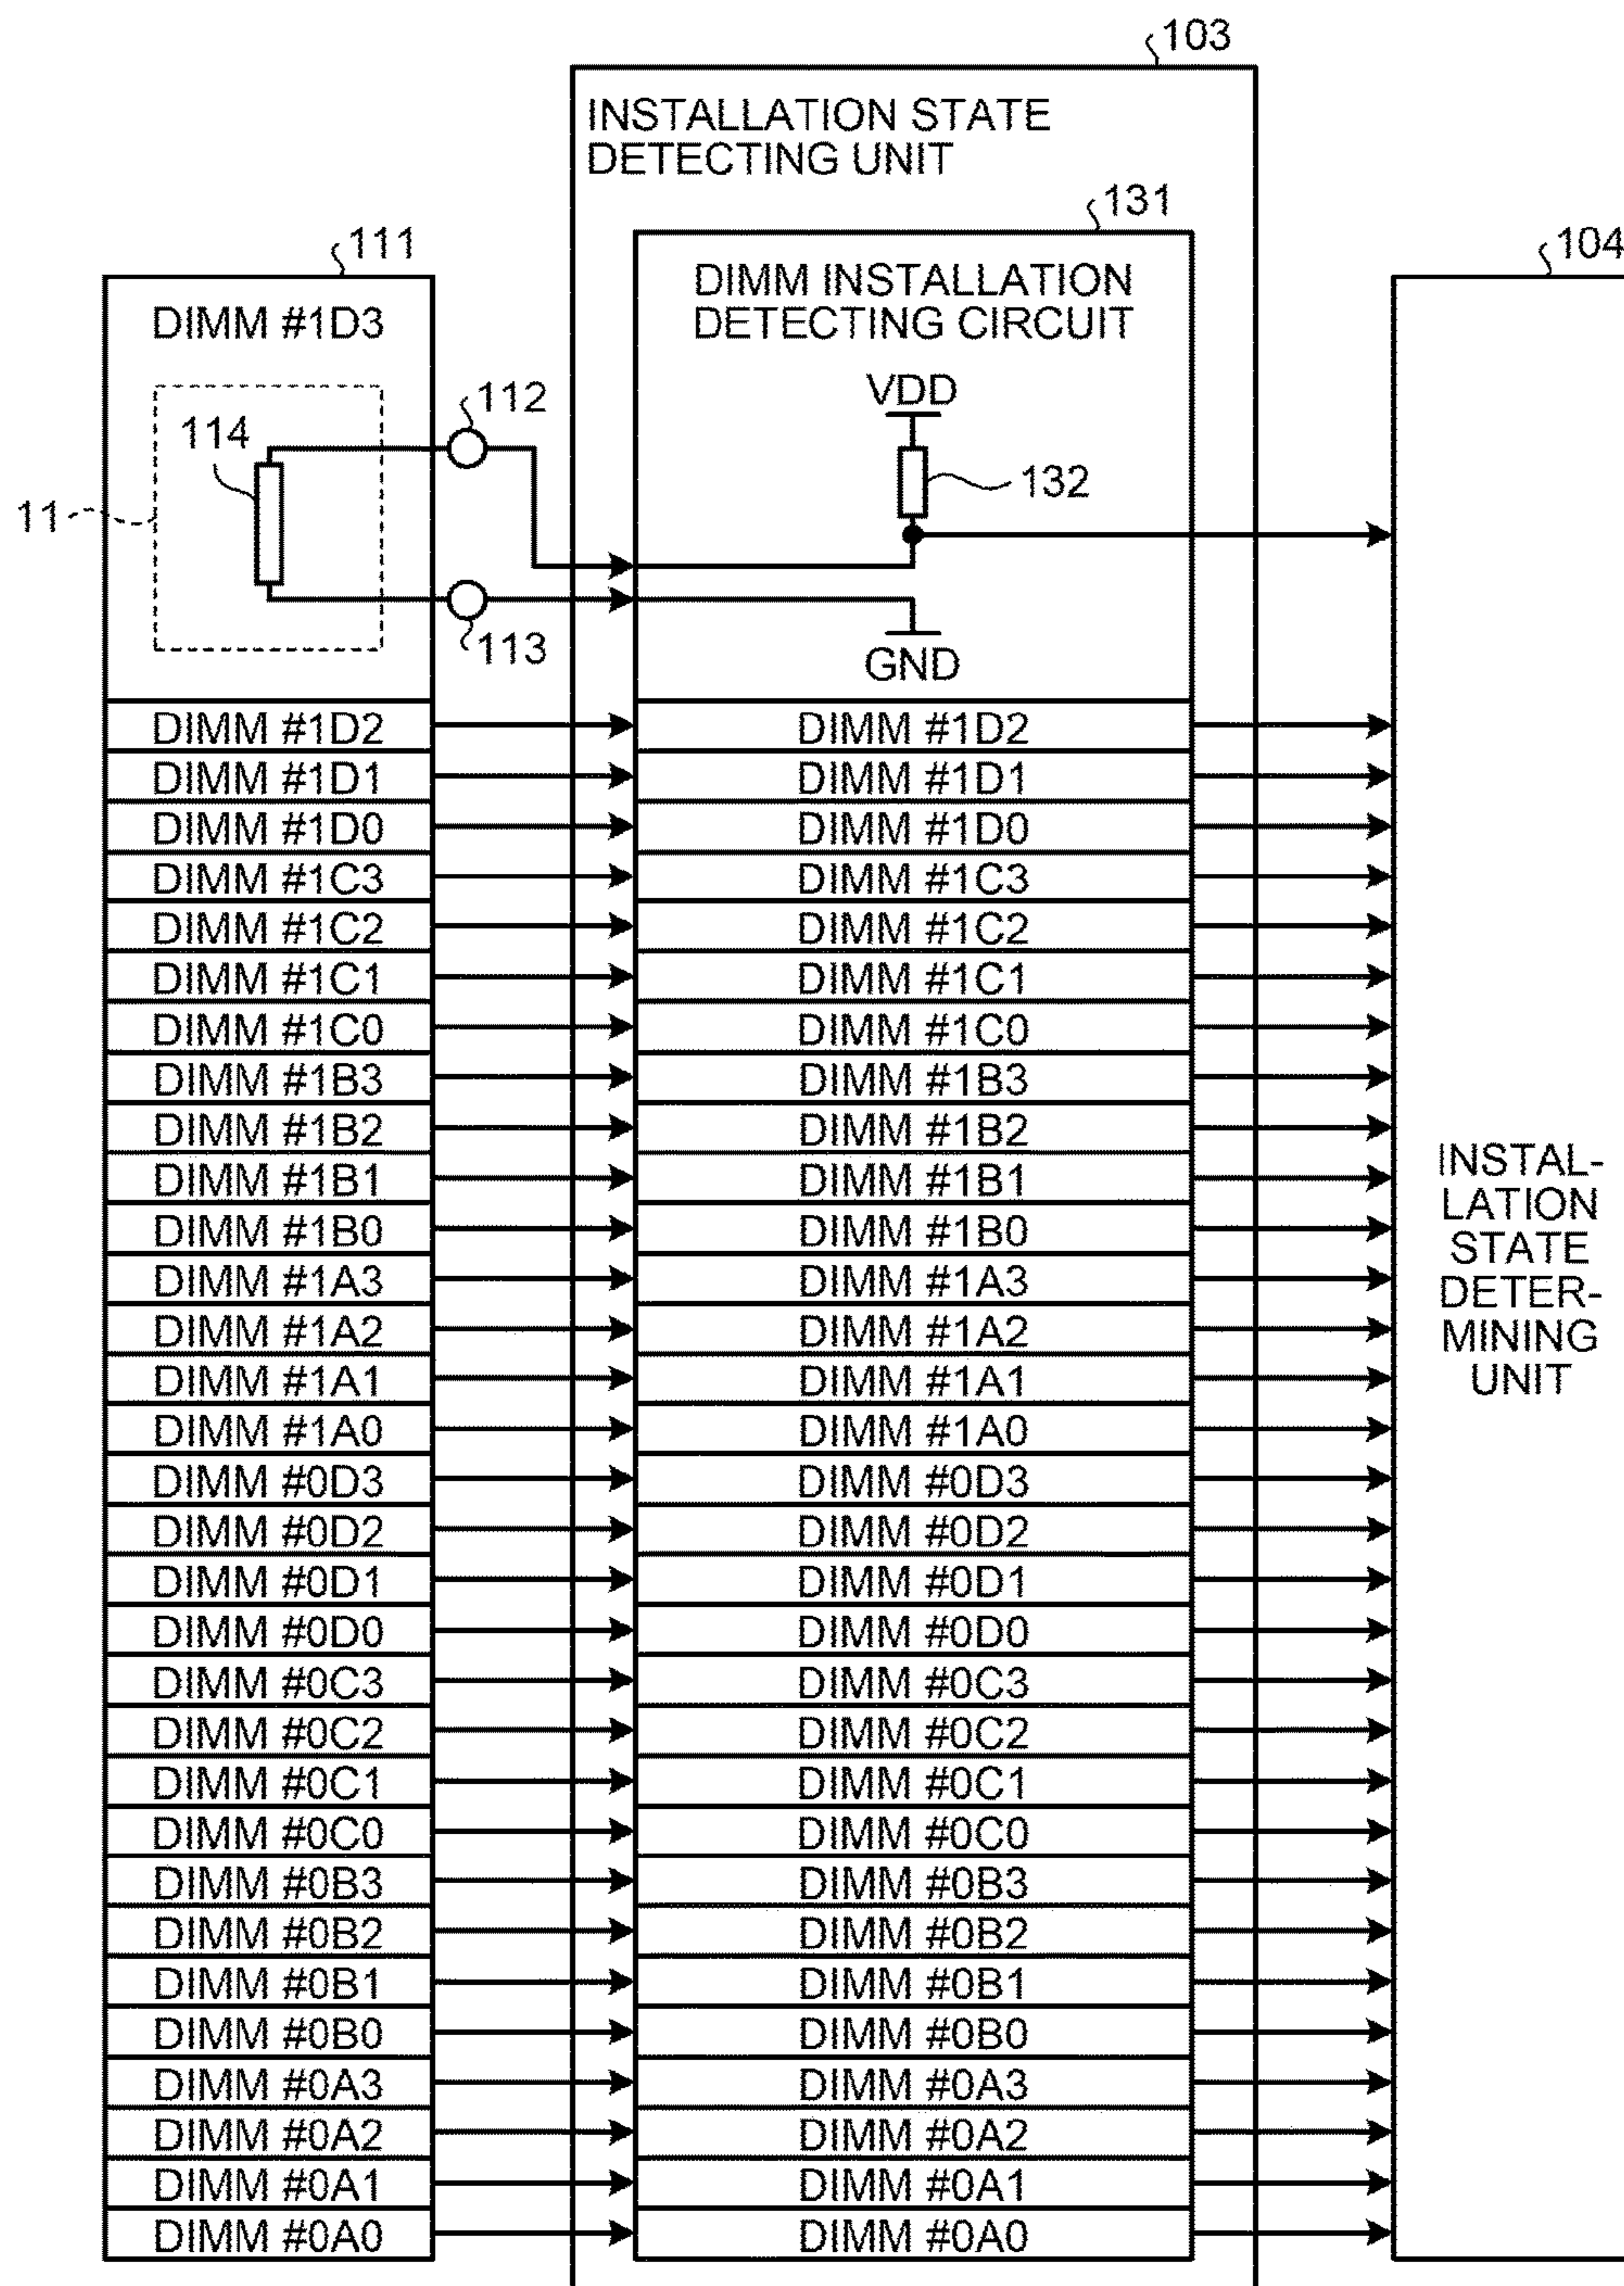 103
INSTALLATION STATE
DETECTING UNIT
131
111
104
DIMM #1D3
DIMM INSTALLATION
DETECTING CIRCUIT
VDD
112
114
132
11
113
GND
DIMM #1D2 DIMM #1D2
DIMM #1D1 DIMM #1D1
DIMM #1D0 DIMM #1D0
DIMM #1C3 DIMM #1C3
DIMM #1C2 DIMM #1C2
DIMM #1C1 DIMM #1C1
DIMM #1C0 DIMM #1C0
DIMM #1B3 DIMM #1B3
DIMM #1B2 DIMM #1B2
DIMM #1B1 DIMM #1B1
DIMM #1B0 DIMM #1B0
DIMM #1A3 DIMM #1A3
DIMM #1A2 DIMM #1A2
DIMM #1A1 DIMM #1A1
DIMM #1A0 DIMM #1A0
DIMM #0D3 DIMM #0D3
DIMM #0D2 DIMM #0D2
DIMM #0D1 DIMM #0D1
DIMM #0D0 DIMM #0D0
DIMM #0C3 DIMM #0C3
DIMM #0C2 DIMM #0C2
DIMM #0C1 DIMM #0C1
DIMM #0C0 DIMM #0C0
DIMM #0B3 DIMM #0B3
DIMM #0B2 DIMM #0B2
DIMM #0B1 DIMM #0B1
DIMM #0B0 DIMM #0B0
DIMM #0A3 DIMM #0A3
DIMM #0A2 DIMM #0A2
DIMM #0A1 DIMM #0A1
DIMM #0A0 DIMM #0A0
INSTAL-
LATION
STATE
DETER-
MINING
UNIT